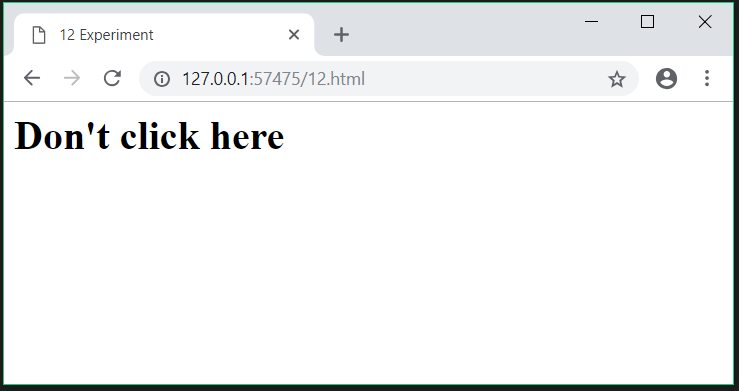 12 Experiment
127.0.0.1:57475/12.html
Don't click here